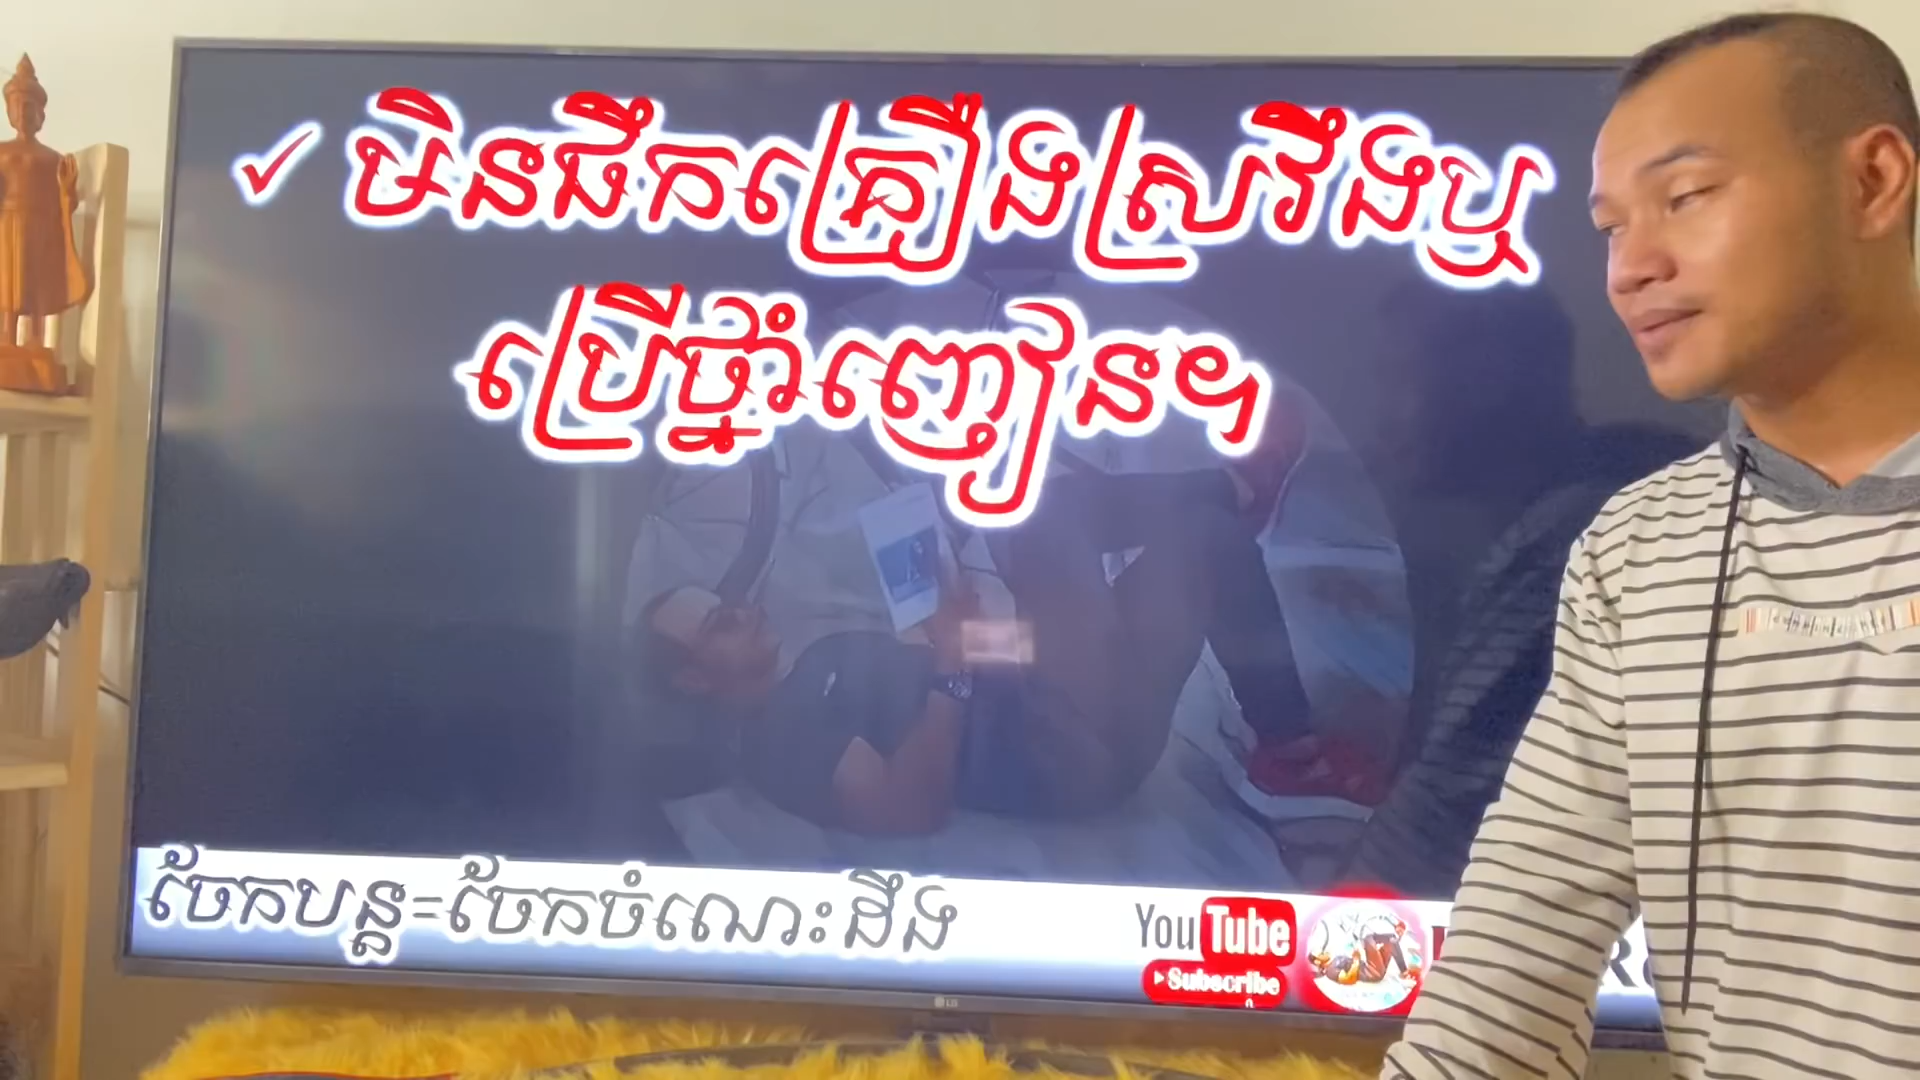 ✓ មិនផឹកគ្រឿងស្រវឹងឬ
ប្រើថ្នាំញៀន។
ចែកបន្ត=ចែកចំណេះដឹង
YouTube
Subscribe
LG